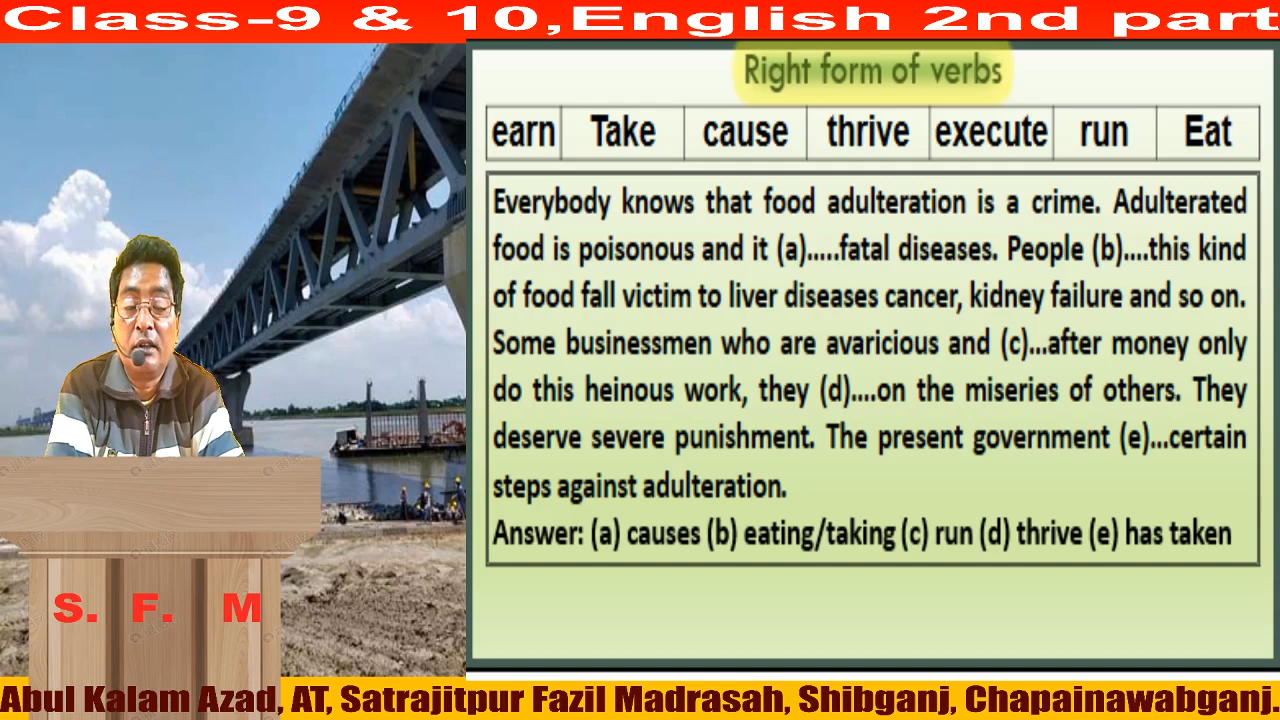 Class-9 & 10,English 2nd part
Right form of verbs
earn Take cause thrive execute run Eat
Everybody knows that food adulteration is a crime. Adulterated
food is poisonous and it (a).....fatal diseases. People (b)....this kind
of food fall victim to liver diseases cancer, kidney failure and so on.
Some businessmen who are avaricious and (c)...after money only
do this heinous work, they (d)....on the miseries of others. They
deserve severe punishment. The present government (e)...certain
steps against adulteration.
Answer: (a) causes (b) eating/taking (c) run (d) thrive (e) has taken
S. F. M
Abul Kalam Azad, AT, Satrajitpur Fazil Madrasah, Shibganj, Chapainawabganj.